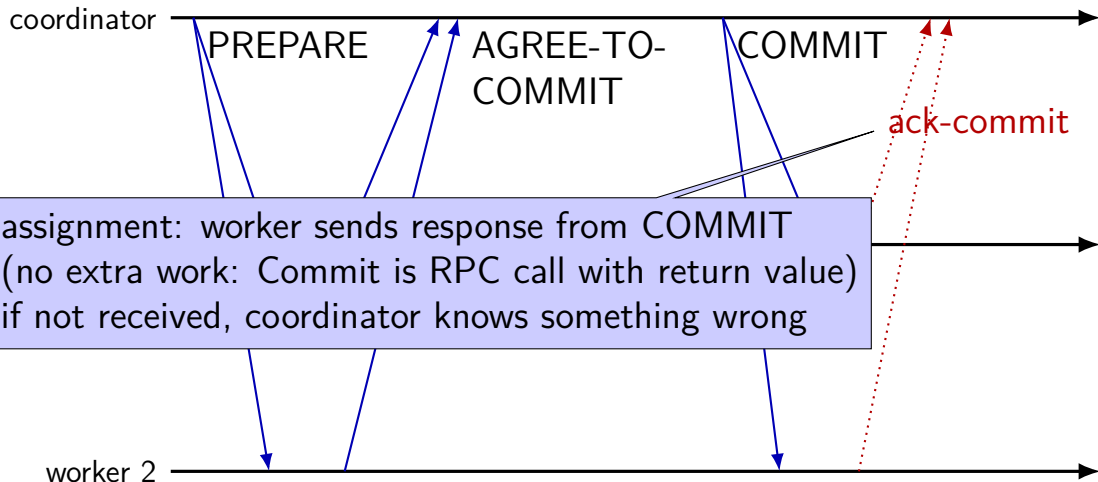 coordinator
PREPARE
AGREE-TO-
COMMIT
COMMIT
ack-commit
assignment: worker sends response from COMMIT
(no extra work: Commit is RPC call with return value)
if not received, coordinator knows something wrong
worker 2